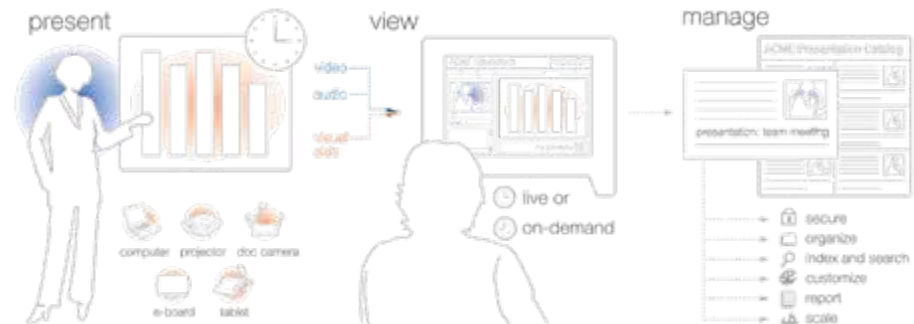 present
video
audio
visual
aids
computer
projector
doc camera
e-board
tablet
view
live or
on-demand
manage
ACME Presentation Catalog
presentation: team meeting
secure
organize
index and search
customize
report
scale